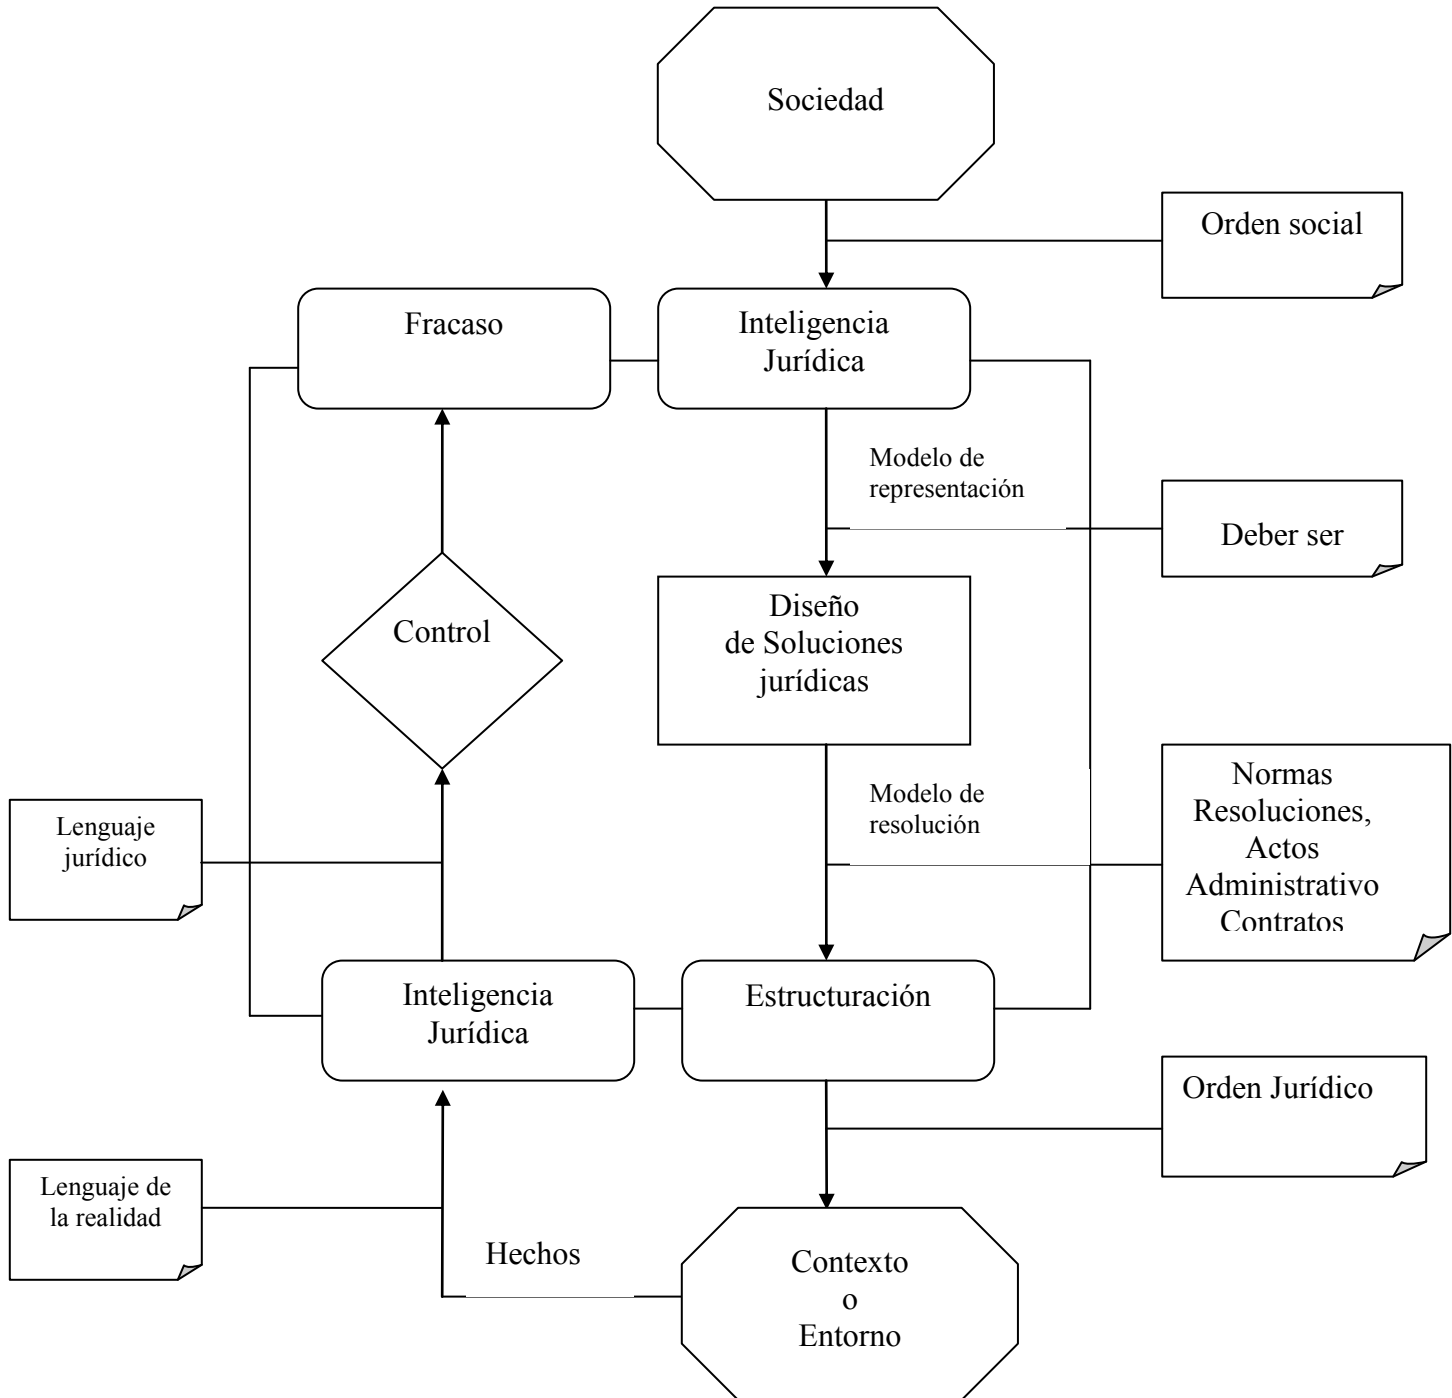 Sociedad
Orden social
Fracaso
Inteligencia
Jurídica
Modelo de
representación
Deber ser
Diseño
de Soluciones
jurídicas
Control
Modelo de
resolución
Normas
Resoluciones,
Actos
Administrativo
Contratos
Lenguaje
jurídico
Inteligencia
Jurídica
Estructuración
Orden Jurídico
Lenguaje de
la realidad
Hechos
Contexto
o
Entorno